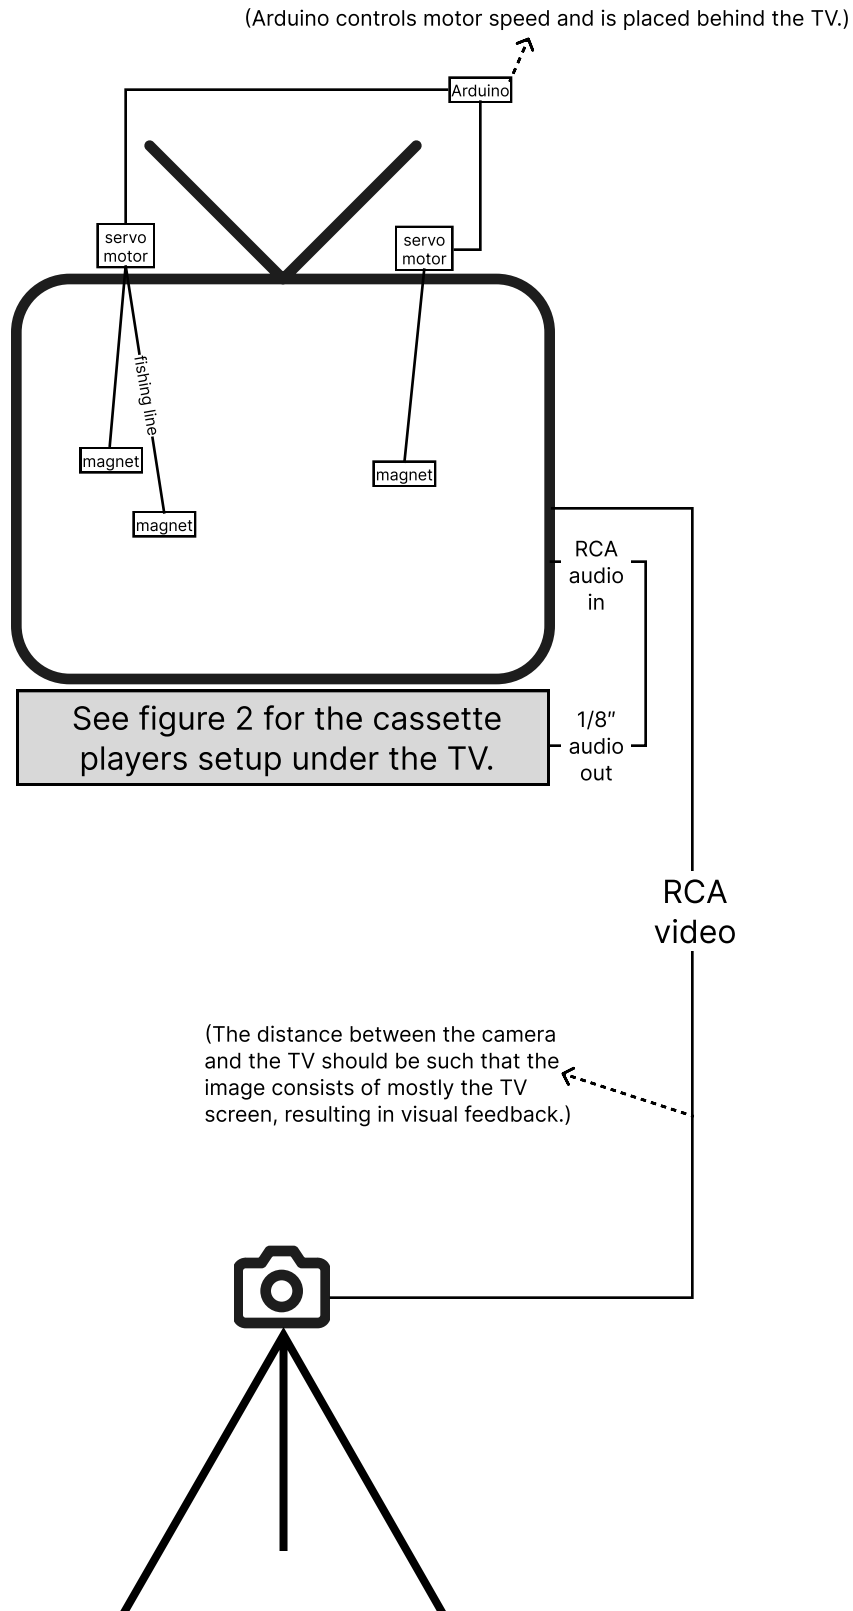 (Arduino controls motor speed and is placed behind the TV.)
Arduino
servo
motor
servo
motor
fishing line
magnet
magnet
magnet
RCA
audio
in
See figure 2 for the cassette
players setup under the TV.
1/8"
audio
out
RCA
video
(The distance between the camera
and the TV should be such that the
image consists of mostly the TV
screen, resulting in visual feedback.)